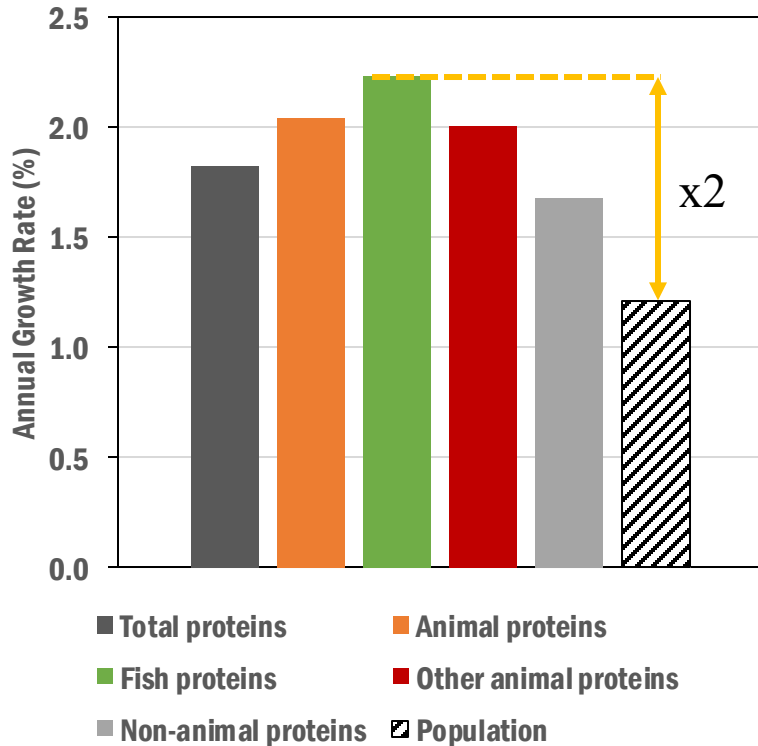 2.5
2.0
1.5
1.0
0.5
0.0
Annual Growth Rate (%)
x2
Total proteins
Animal proteins
Fish proteins
Other animal proteins
Non-animal proteins
Population